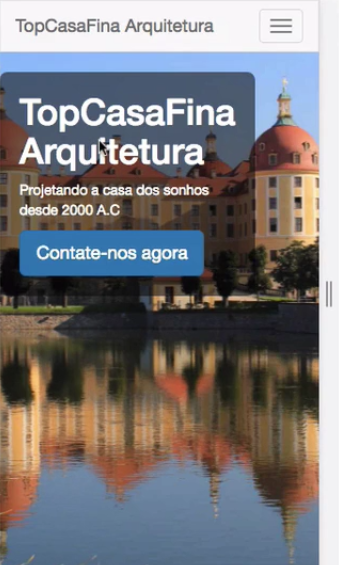 TopCasaFina Arquitetura
TopCasaFina
Arquitetura
Projetando a casa dos sonhos
desde 2000 A.C
Contate-nos agora